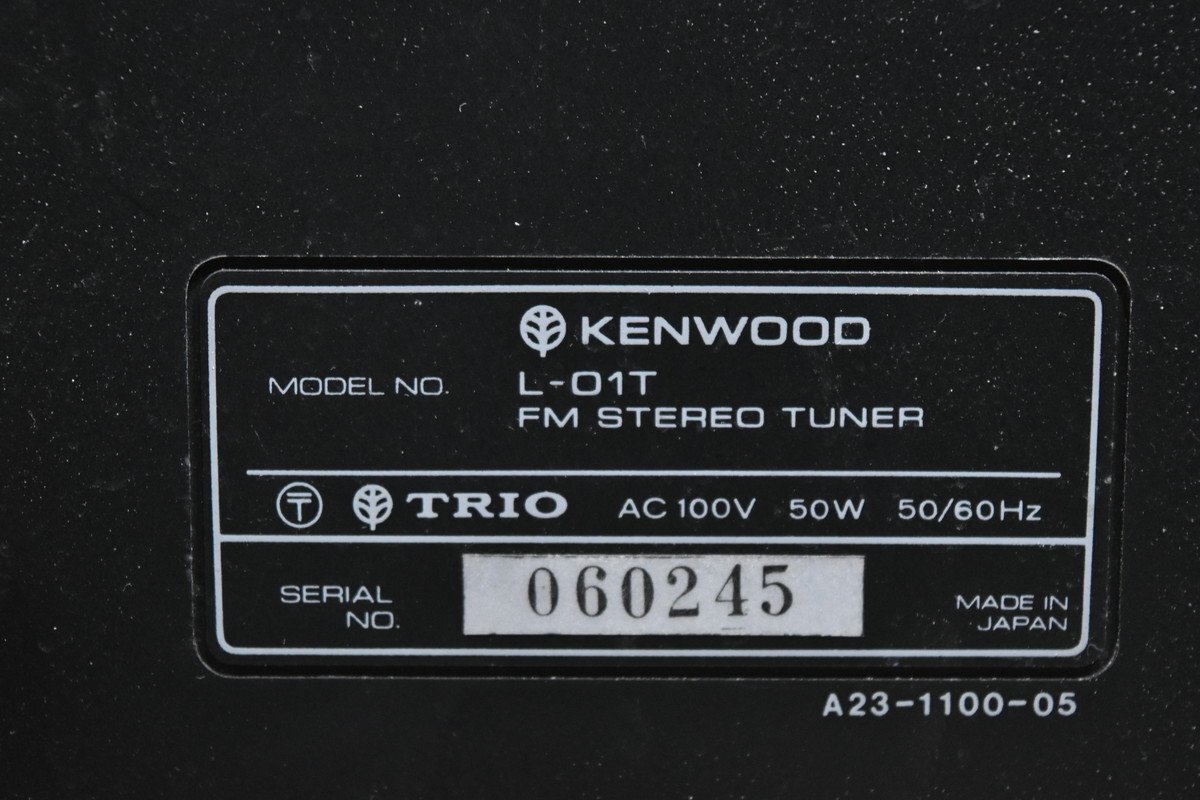 KENWOOD
MODEL NO. L-01T
FM STEREO TUNER
〒 TRIO AC 100V 50W 50/60Hz
SERIAL NO. 060245
MADE IN JAPAN
A23-1100-05